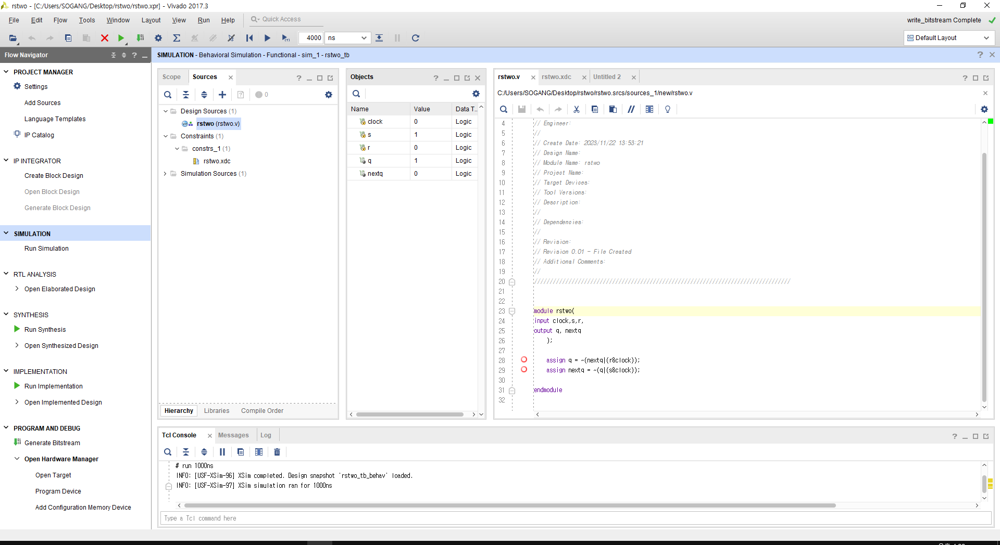 rstwo - [C:/Users/SOGANG/Desktop/rstwo/rstwo.xpr] - Vivado 2017.3
File Edit Flow Tools Window Layout View Run Help Quick Access
write_bitstream Complete
4000 ns
Default Layout
Flow Navigator
SIMULATION - Behavioral Simulation - Functional - sim_1 - rstwo_tb
PROJECT MANAGER
Settings
Add Sources
Language Templates
IP Catalog
IP INTEGRATOR
Create Block Design
Open Block Design
Generate Block Design
SIMULATION
Run Simulation
RTL ANALYSIS
Open Elaborated Design
SYNTHESIS
Run Synthesis
Open Synthesized Design
IMPLEMENTATION
Run Implementation
Open Implemented Design
PROGRAM AND DEBUG
Generate Bitstream
Open Hardware Manager
Open Target
Program Device
Add Configuration Memory Device
Scope Sources
0
Design Sources (1)
rstwo (rstwo.v)
Constraints (1)
constrs_1 (1)
rstwo.xdc
Simulation Sources (1)
Hierarchy Libraries Compile Order
Objects
Name Value Data T...
clock 0 Logic
s 1 Logic
r 0 Logic
q 1 Logic
nextq 0 Logic
rstwo.v rstwo.xdc Untitled 2
C:/Users/SOGANG/Desktop/rstwo/rstwo.srcs/sources_1/new/rstwo.v
4 // Engineer:
5 //
6 // Create Date: 2023/11/22 13:53:21
7 // Design Name:
8 // Module Name: rstwo
9 // Project Name:
10 // Target Devices:
11 // Tool Versions:
12 // Description:
13 //
14 // Dependencies:
15 //
16 // Revision:
17 // Revision 0.01 - File Created
18 // Additional Comments:
19 //
20 //////////////////////////////////////////////////////////////////////////////////
21
22
23 module rstwo(
24 input clock,s,r,
25 output q, nextq
26 );
27
28 assign q = ~(nextq|(r&clock));
29 assign nextq = ~(q|(s&clock));
30
31 endmodule
32
Tcl Console Messages Log
# run 1000ns
INFO: [USF-XSim-96] XSim completed. Design snapshot 'rstwo_tb_behav' loaded.
INFO: [USF-XSim-97] XSim simulation ran for 1000ns
Type a Tcl command here